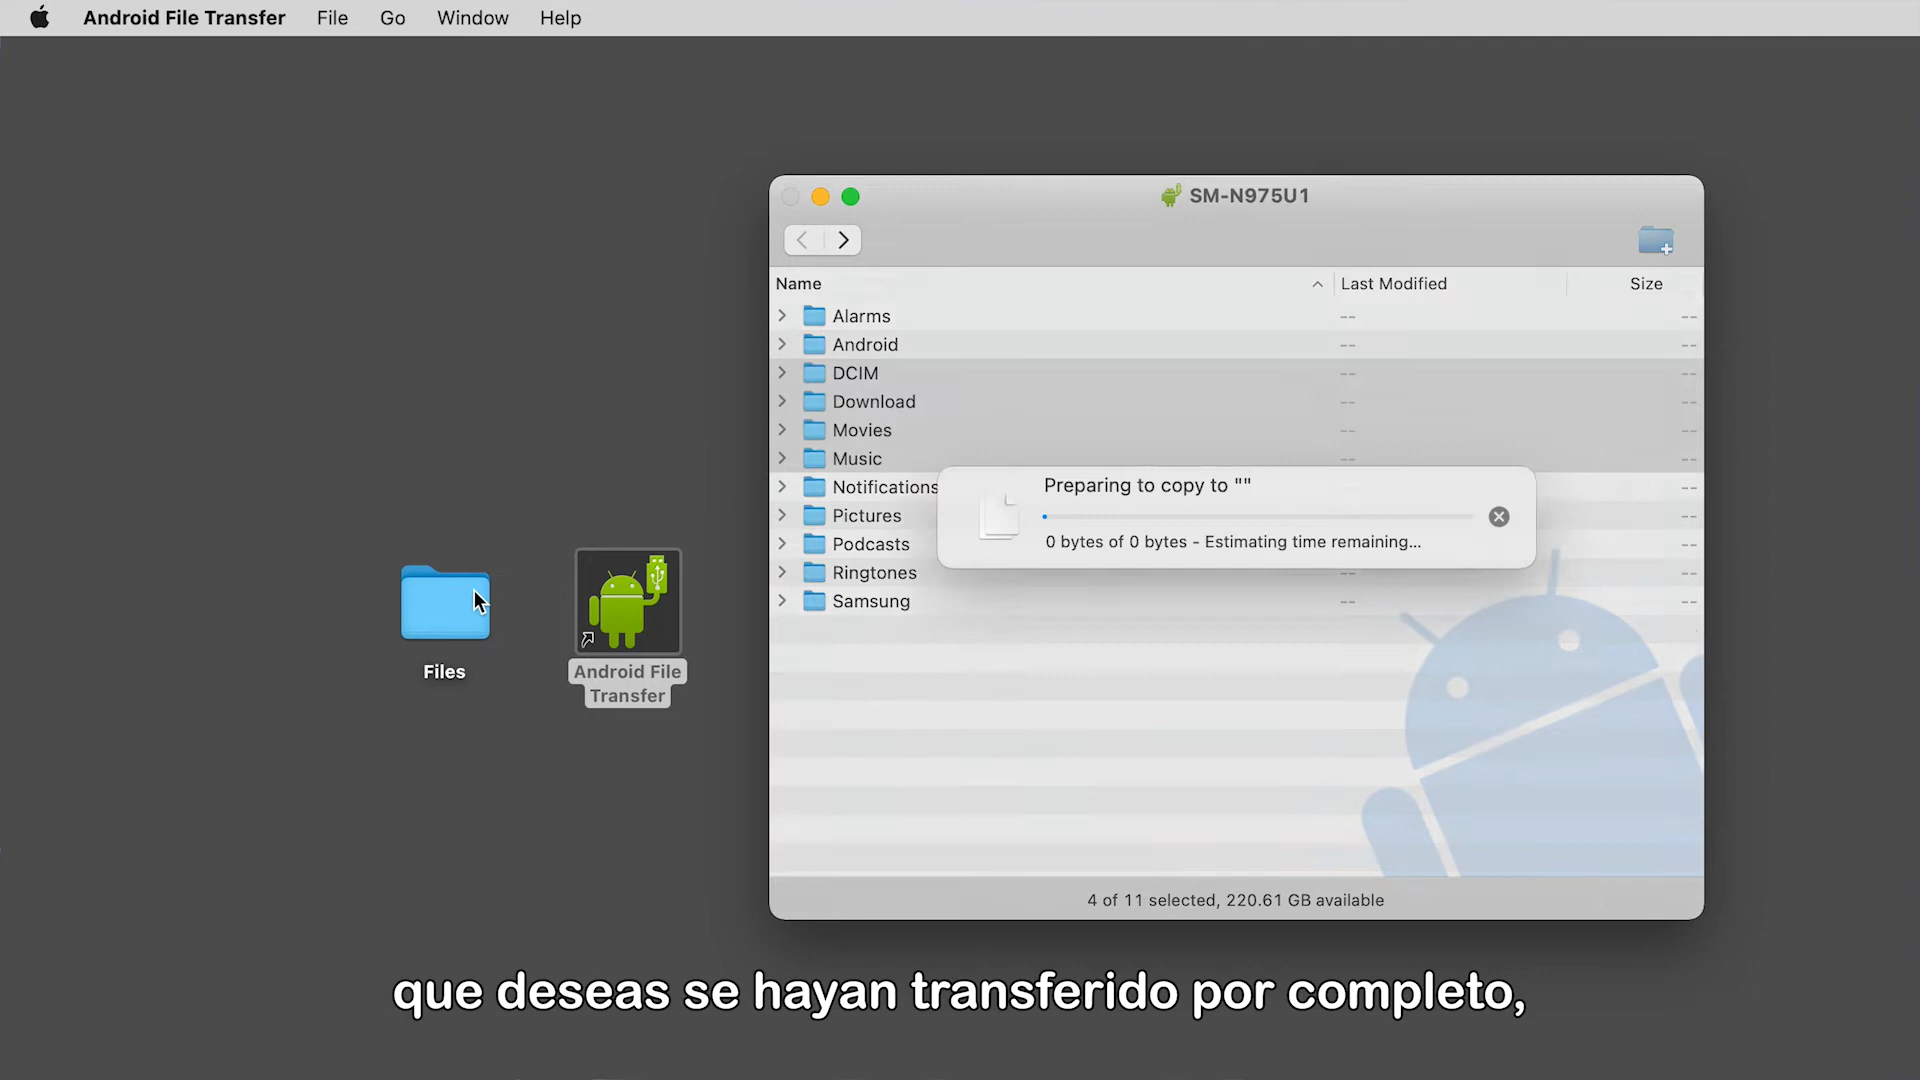 Android File Transfer File Go Window Help
SM-N975U1
Name Last Modified Size
Alarms -- --
Android -- --
DCIM -- --
Download -- --
Movies -- --
Music -- --
Notifications --
Pictures --
Podcasts --
Ringtones -- --
Samsung -- --
Preparing to copy to ""
0 bytes of 0 bytes - Estimating time remaining...
Files
Android File
Transfer
4 of 11 selected, 220.61 GB available
que deseas se hayan transferido por completo,